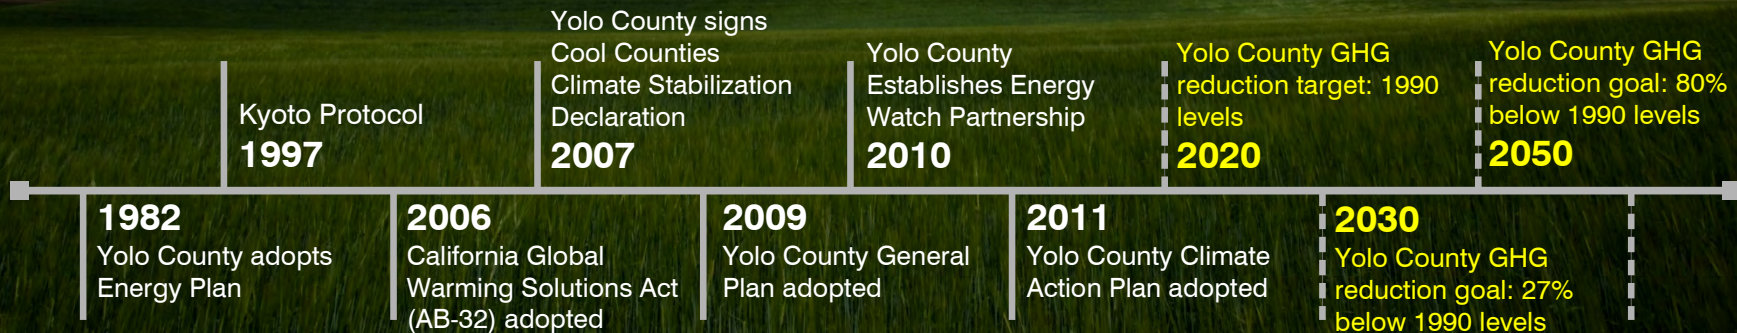 Kyoto Protocol
1997
Yolo County signs
Cool Counties
Climate Stabilization
Declaration
2007
Yolo County
Establishes Energy
Watch Partnership
2010
Yolo County GHG
reduction target: 1990
levels
2020
Yolo County GHG
reduction goal: 80%
below 1990 levels
2050
1982
Yolo County adopts
Energy Plan
2006
California Global
Warming Solutions Act
(AB-32) adopted
2009
Yolo County General
Plan adopted
2011
Yolo County Climate
Action Plan adopted
2030
Yolo County GHG
reduction goal: 27%
below 1990 levels